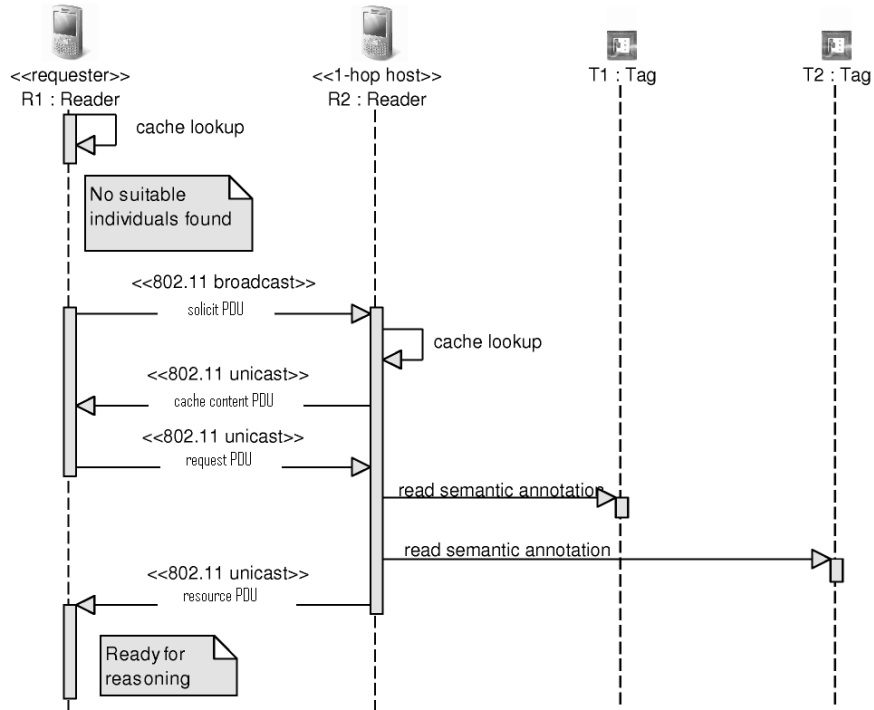 <<requester>>
R1 : Reader
<<1-hop host>>
R2 : Reader
T1 : Tag
T2 : Tag
cache lookup
No suitable
individuals found
<<802.11 broadcast>>
solicit PDU
cache lookup
<<802.11 unicast>>
cache content PDU
<<802.11 unicast>>
request PDU
read semantic annotation
read semantic annotation
<<802.11 unicast>>
resource PDU
Ready for
reasoning